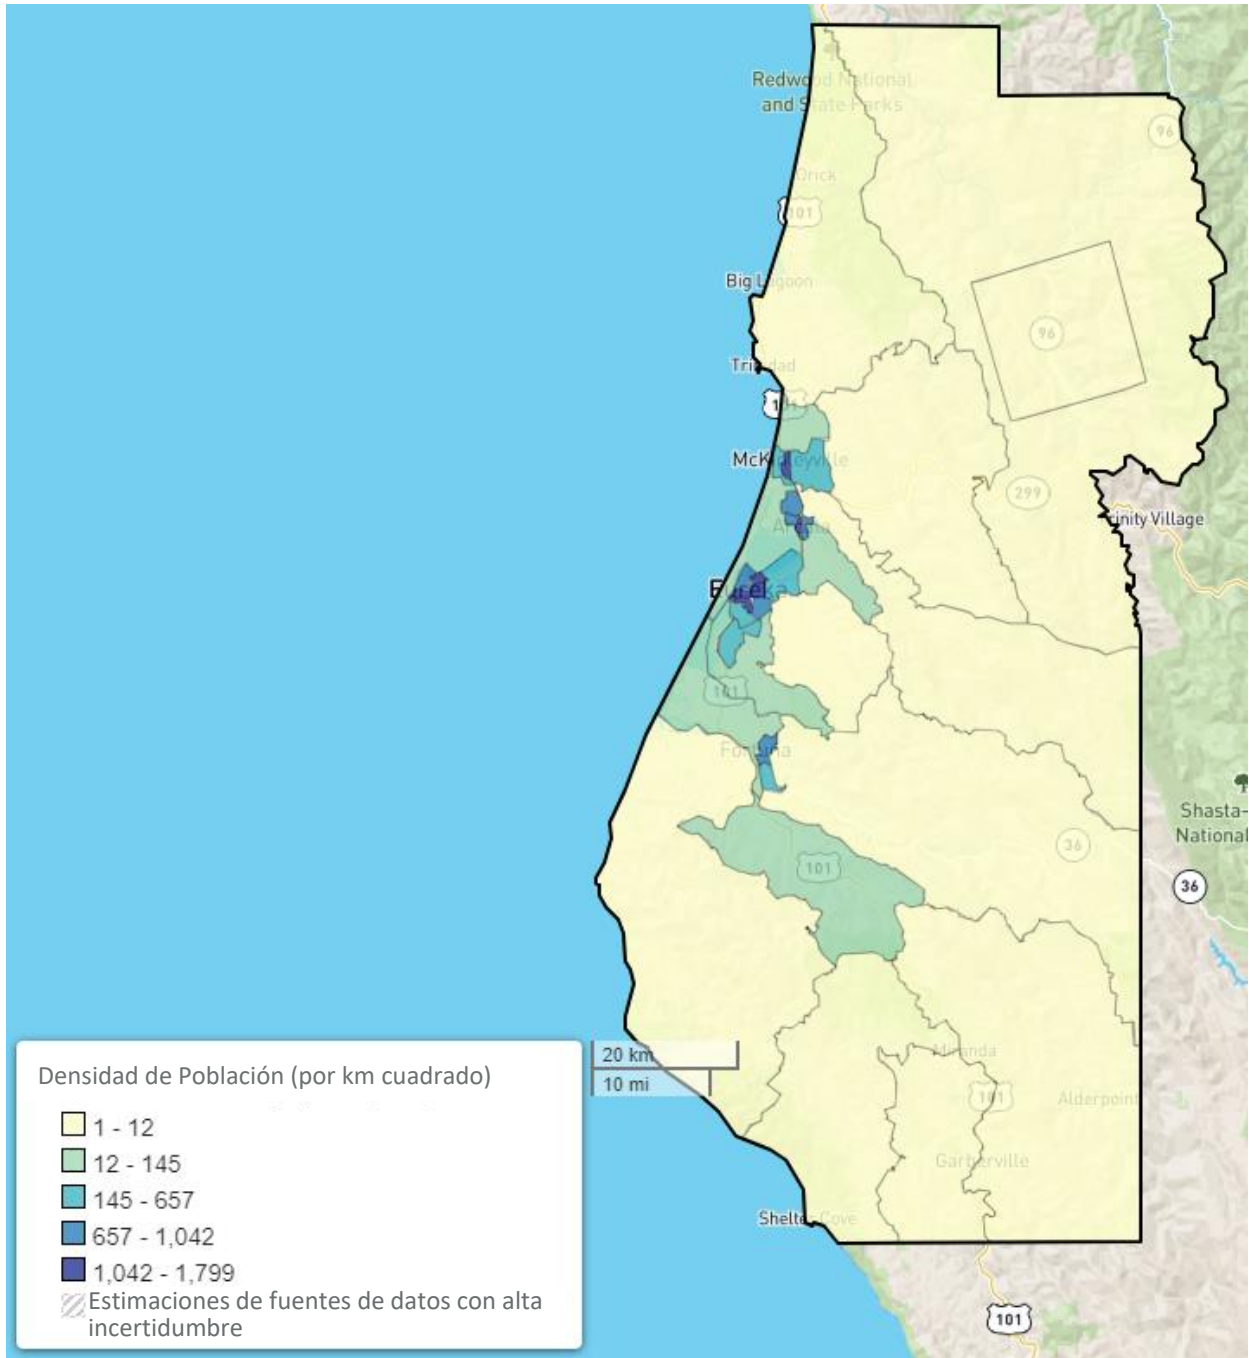 Redwood National
and State Parks
96
Orick
101
Big Lagoon
96
Trinidad
101
McKinleyville
299
Trinity Village
Arcata
Eureka
101
Fortuna
Shasta-
National
36
101
36
20 km
10 mi
Miranda
101
Alderpoint
Garberville
Shelter Cove
101
Densidad de Población (por km cuadrado)
1 - 12
12 - 145
145 - 657
657 - 1,042
1,042 - 1,799
Estimaciones de fuentes de datos con alta
incertidumbre